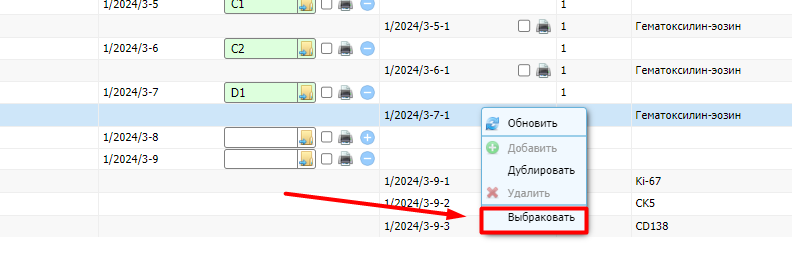 1/2024/3-5 C1
1/2024/3-5-1 1 Гематоксилин-эозин
1/2024/3-6 C2 1
1/2024/3-6-1 1 Гематоксилин-эозин
1/2024/3-7 D1 1
1/2024/3-7-1 Гематоксилин-эозин
Обновить
1/2024/3-8
Добавить
1/2024/3-9
Дублировать
1/2024/3-9-1 Ki-67
Удалить
1/2024/3-9-2 CK5
Выбраковать
1/2024/3-9-3 CD138